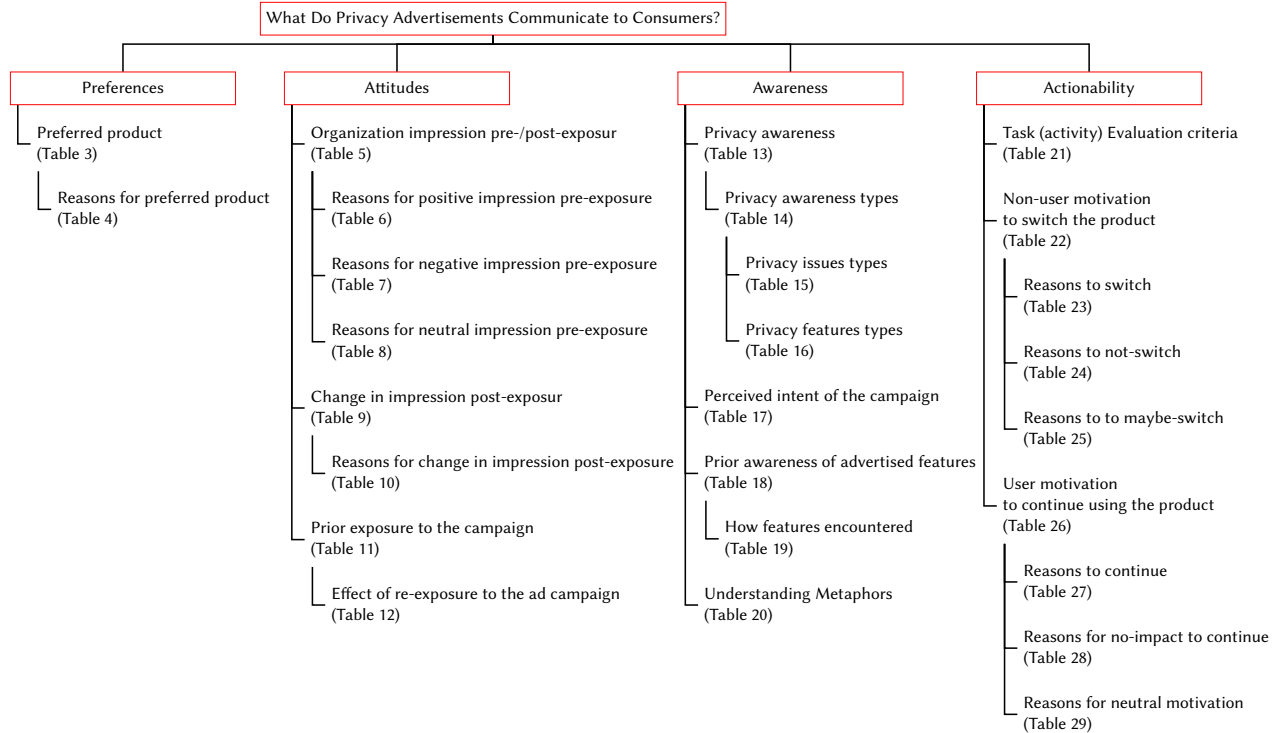 What Do Privacy Advertisements Communicate to Consumers?
Preferences
Preferred product
(Table 3)
Reasons for preferred product
(Table 4)
Attitudes
Organization impression pre-/post-exposur
(Table 5)
Reasons for positive impression pre-exposure
(Table 6)
Reasons for negative impression pre-exposure
(Table 7)
Reasons for neutral impression pre-exposure
(Table 8)
Change in impression post-exposur
(Table 9)
Reasons for change in impression post-exposure
(Table 10)
Prior exposure to the campaign
(Table 11)
Effect of re-exposure to the ad campaign
(Table 12)
Awareness
Privacy awareness
(Table 13)
Privacy awareness types
(Table 14)
Privacy issues types
(Table 15)
Privacy features types
(Table 16)
Perceived intent of the campaign
(Table 17)
Prior awareness of advertised features
(Table 18)
How features encountered
(Table 19)
Understanding Metaphors
(Table 20)
Actionability
Task (activity) Evaluation criteria
(Table 21)
Non-user motivation
to switch the product
(Table 22)
Reasons to switch
(Table 23)
Reasons to not-switch
(Table 24)
Reasons to to maybe-switch
(Table 25)
User motivation
to continue using the product
(Table 26)
Reasons to continue
(Table 27)
Reasons for no-impact to continue
(Table 28)
Reasons for neutral motivation
(Table 29)